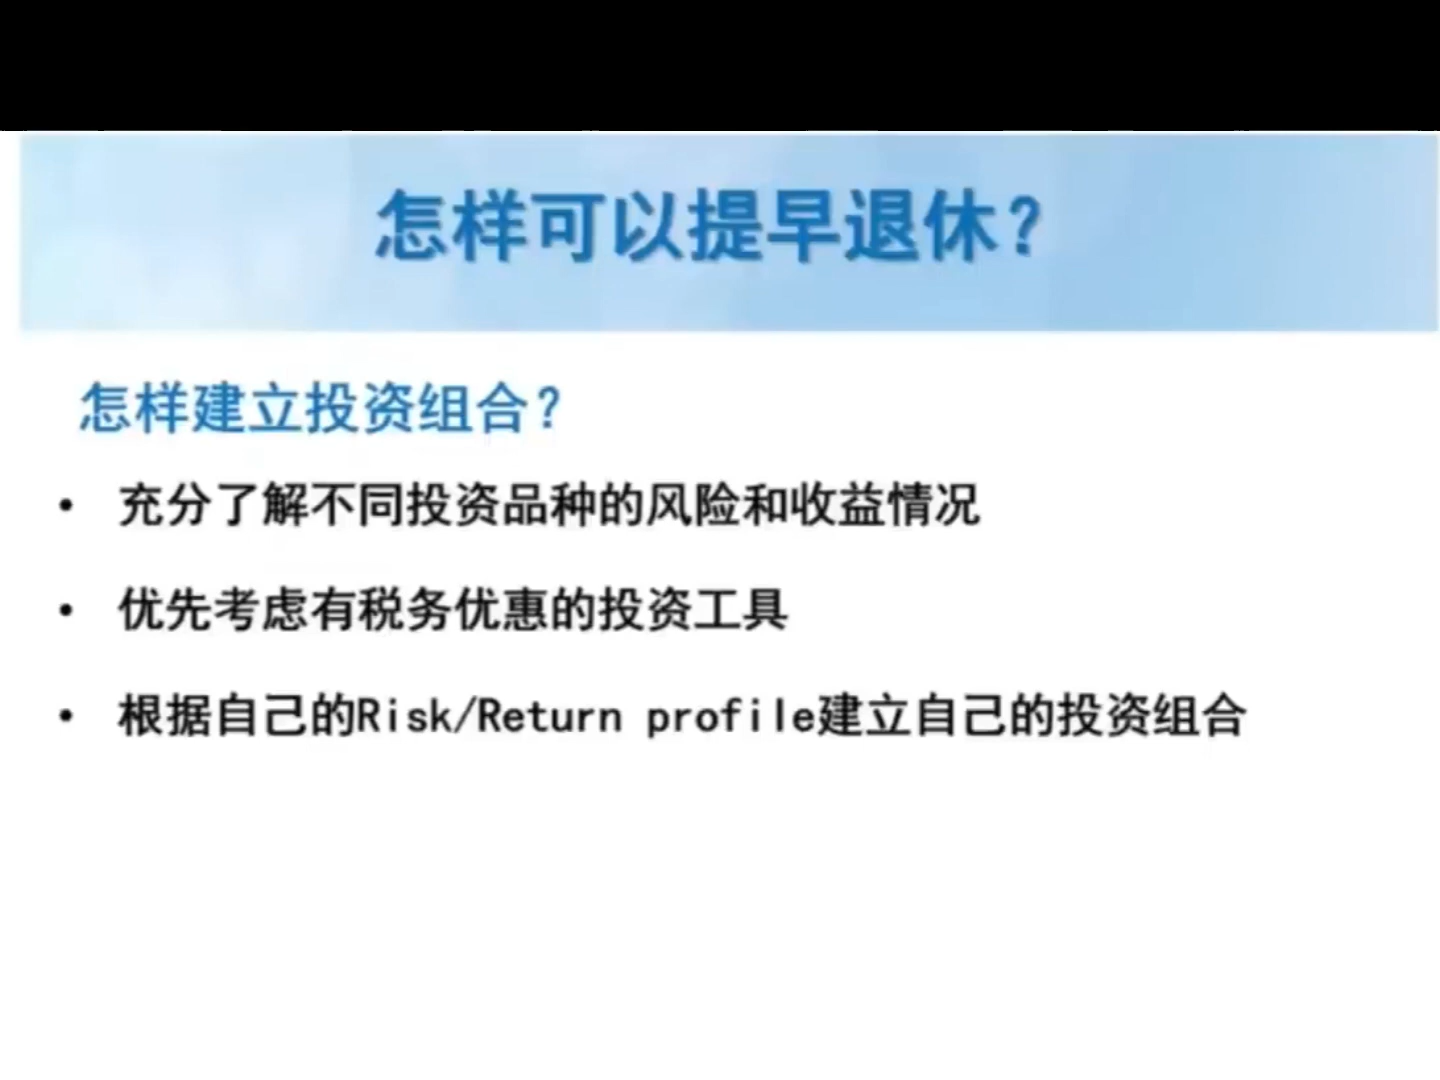 怎样可以提早退休？
怎样建立投资组合？
• 充分了解不同投资品种的风险和收益情况
• 优先考虑有税务优惠的投资工具
• 根据自己的Risk/Return profile建立自己的投资组合